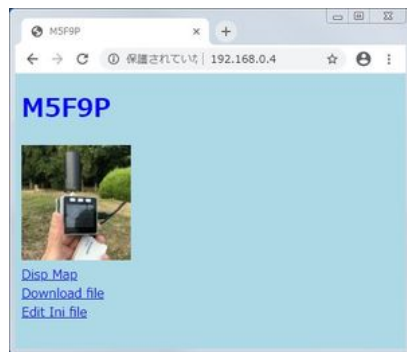 M5F9P
保護されていな 192.168.0.4
M5F9P
Disp Map
Download file
Edit Ini file